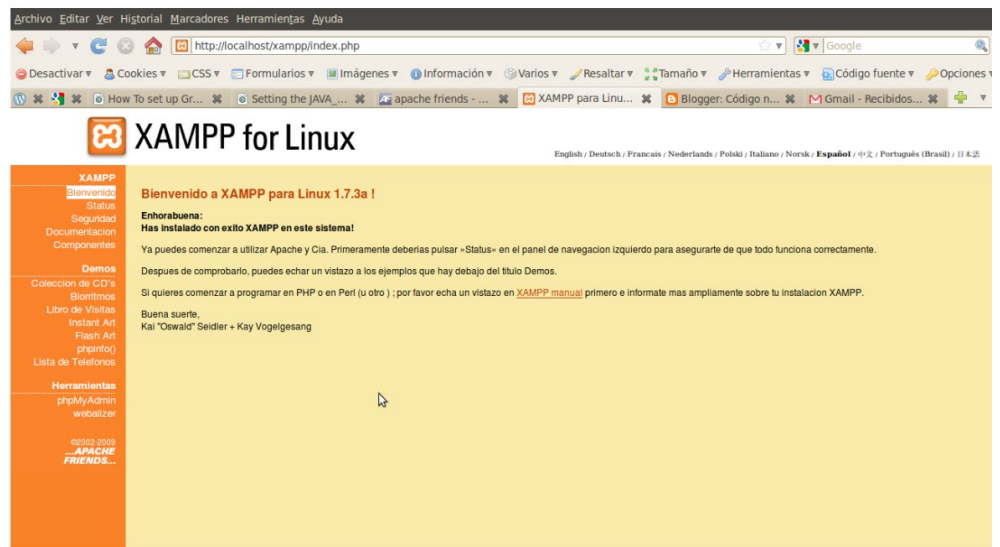 Archivo Editar Ver Historial Marcadores Herramientas Ayuda
http://localhost/xampp/index.php
Google
Desactivar Cookies CSS Formularios Imágenes Información Varios Resaltar Tamaño Herramientas Código fuente Opciones
How To set up Gr... Setting the JAVA_... apache friends - ... XAMPP para Linu... Blogger: Código n... Gmail - Recibidos...
XAMPP for Linux
English / Deutsch / Francais / Nederlands / Polski / Italiano / Norsk / Español / 中文 / Português (Brasil) / 日本語
XAMPP
Bienvenido
Status
Seguridad
Documentacion
Componentes
Demos
Coleccion de CD's
Biorritmos
Libro de Visitas
Instant Art
Flash Art
phpinfo()
Lista de Telefonos
Herramientas
phpMyAdmin
webalizer
©2002-2009
...APACHE
FRIENDS...
Bienvenido a XAMPP para Linux 1.7.3a !
Enhorabuena:
Has instalado con exito XAMPP en este sistema!
Ya puedes comenzar a utilizar Apache y Cia. Primeramente deberias pulsar »Status« en el panel de navegacion izquierdo para asegurarte de que todo funciona correctamente.
Despues de comprobarlo, puedes echar un vistazo a los ejemplos que hay debajo del titulo Demos.
Si quieres comenzar a programar en PHP o en Perl (u otro ) ; por favor echa un vistazo en XAMPP manual primero e informate mas ampliamente sobre tu instalacion XAMPP.
Buena suerte,
Kai "Oswald" Seidler + Kay Vogelgesang